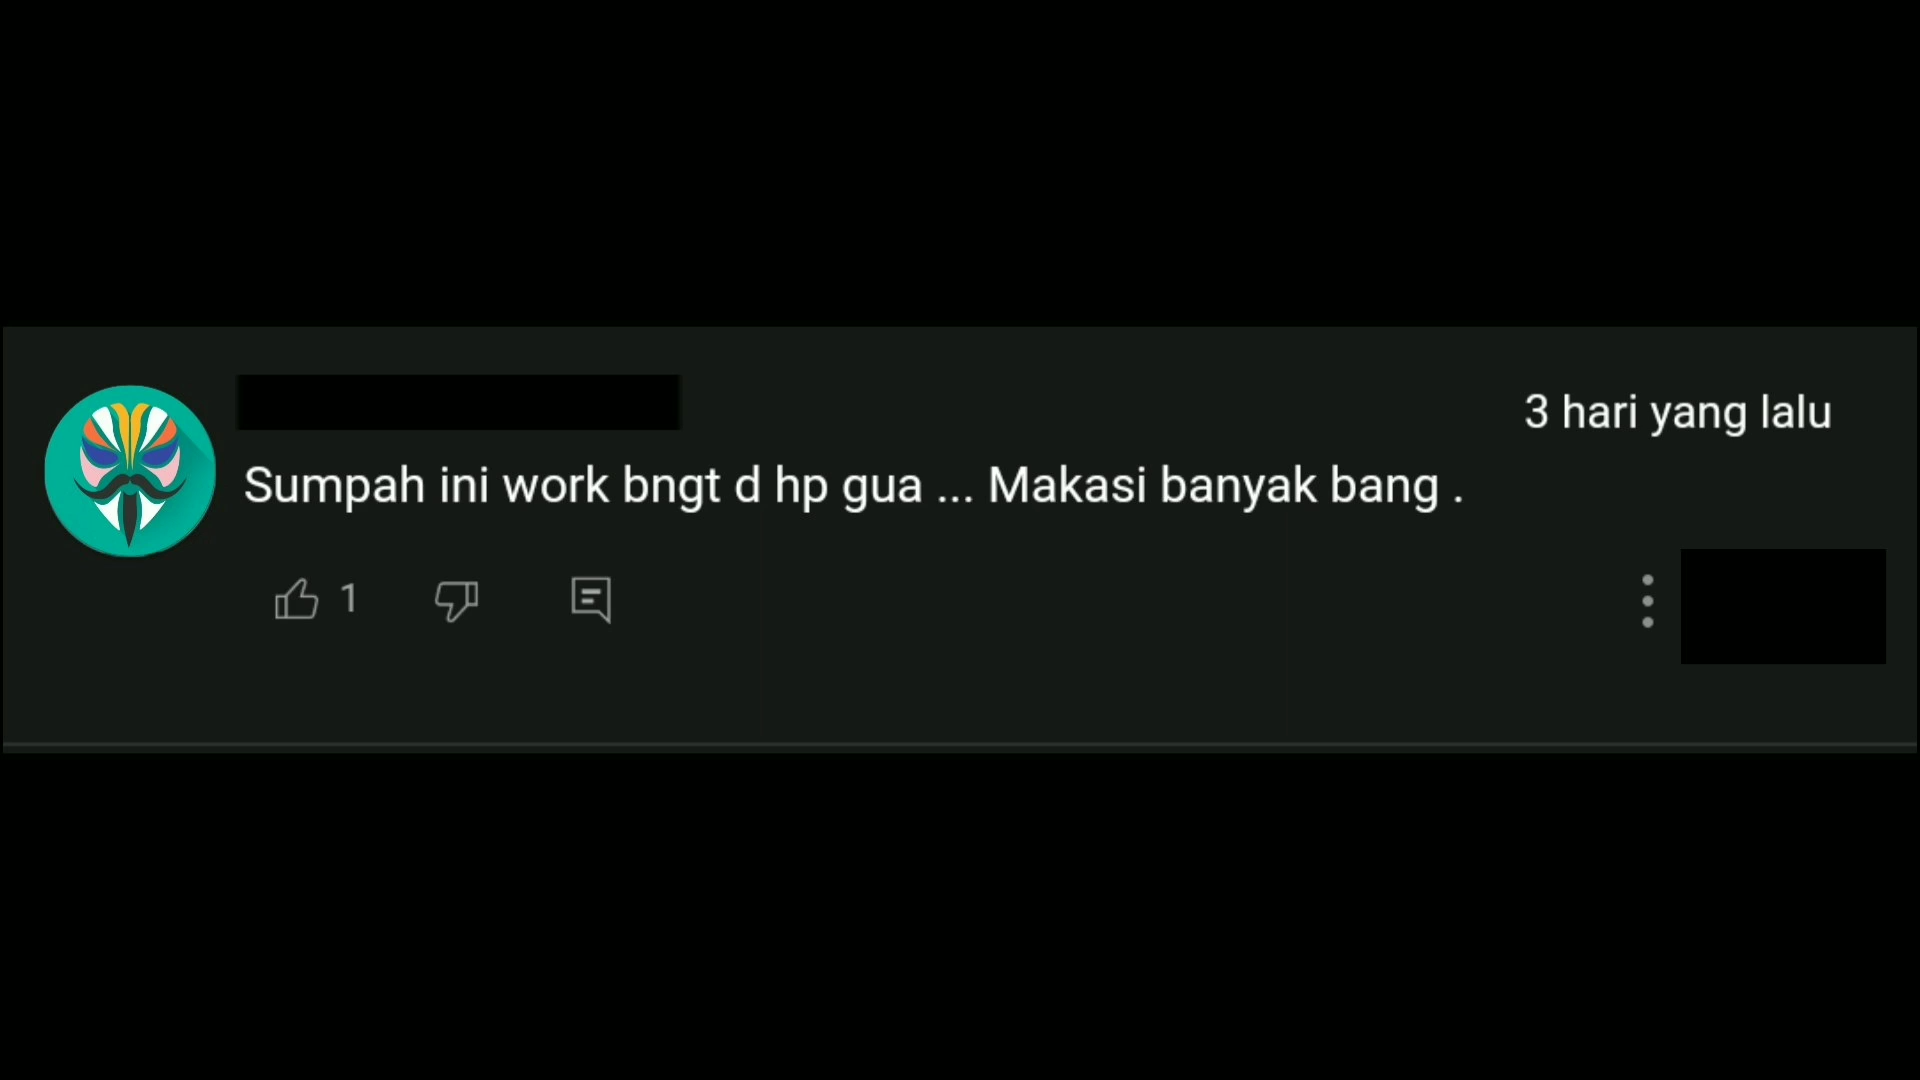 3 hari yang lalu
Sumpah ini work bngt d hp gua ... Makasi banyak bang .
1